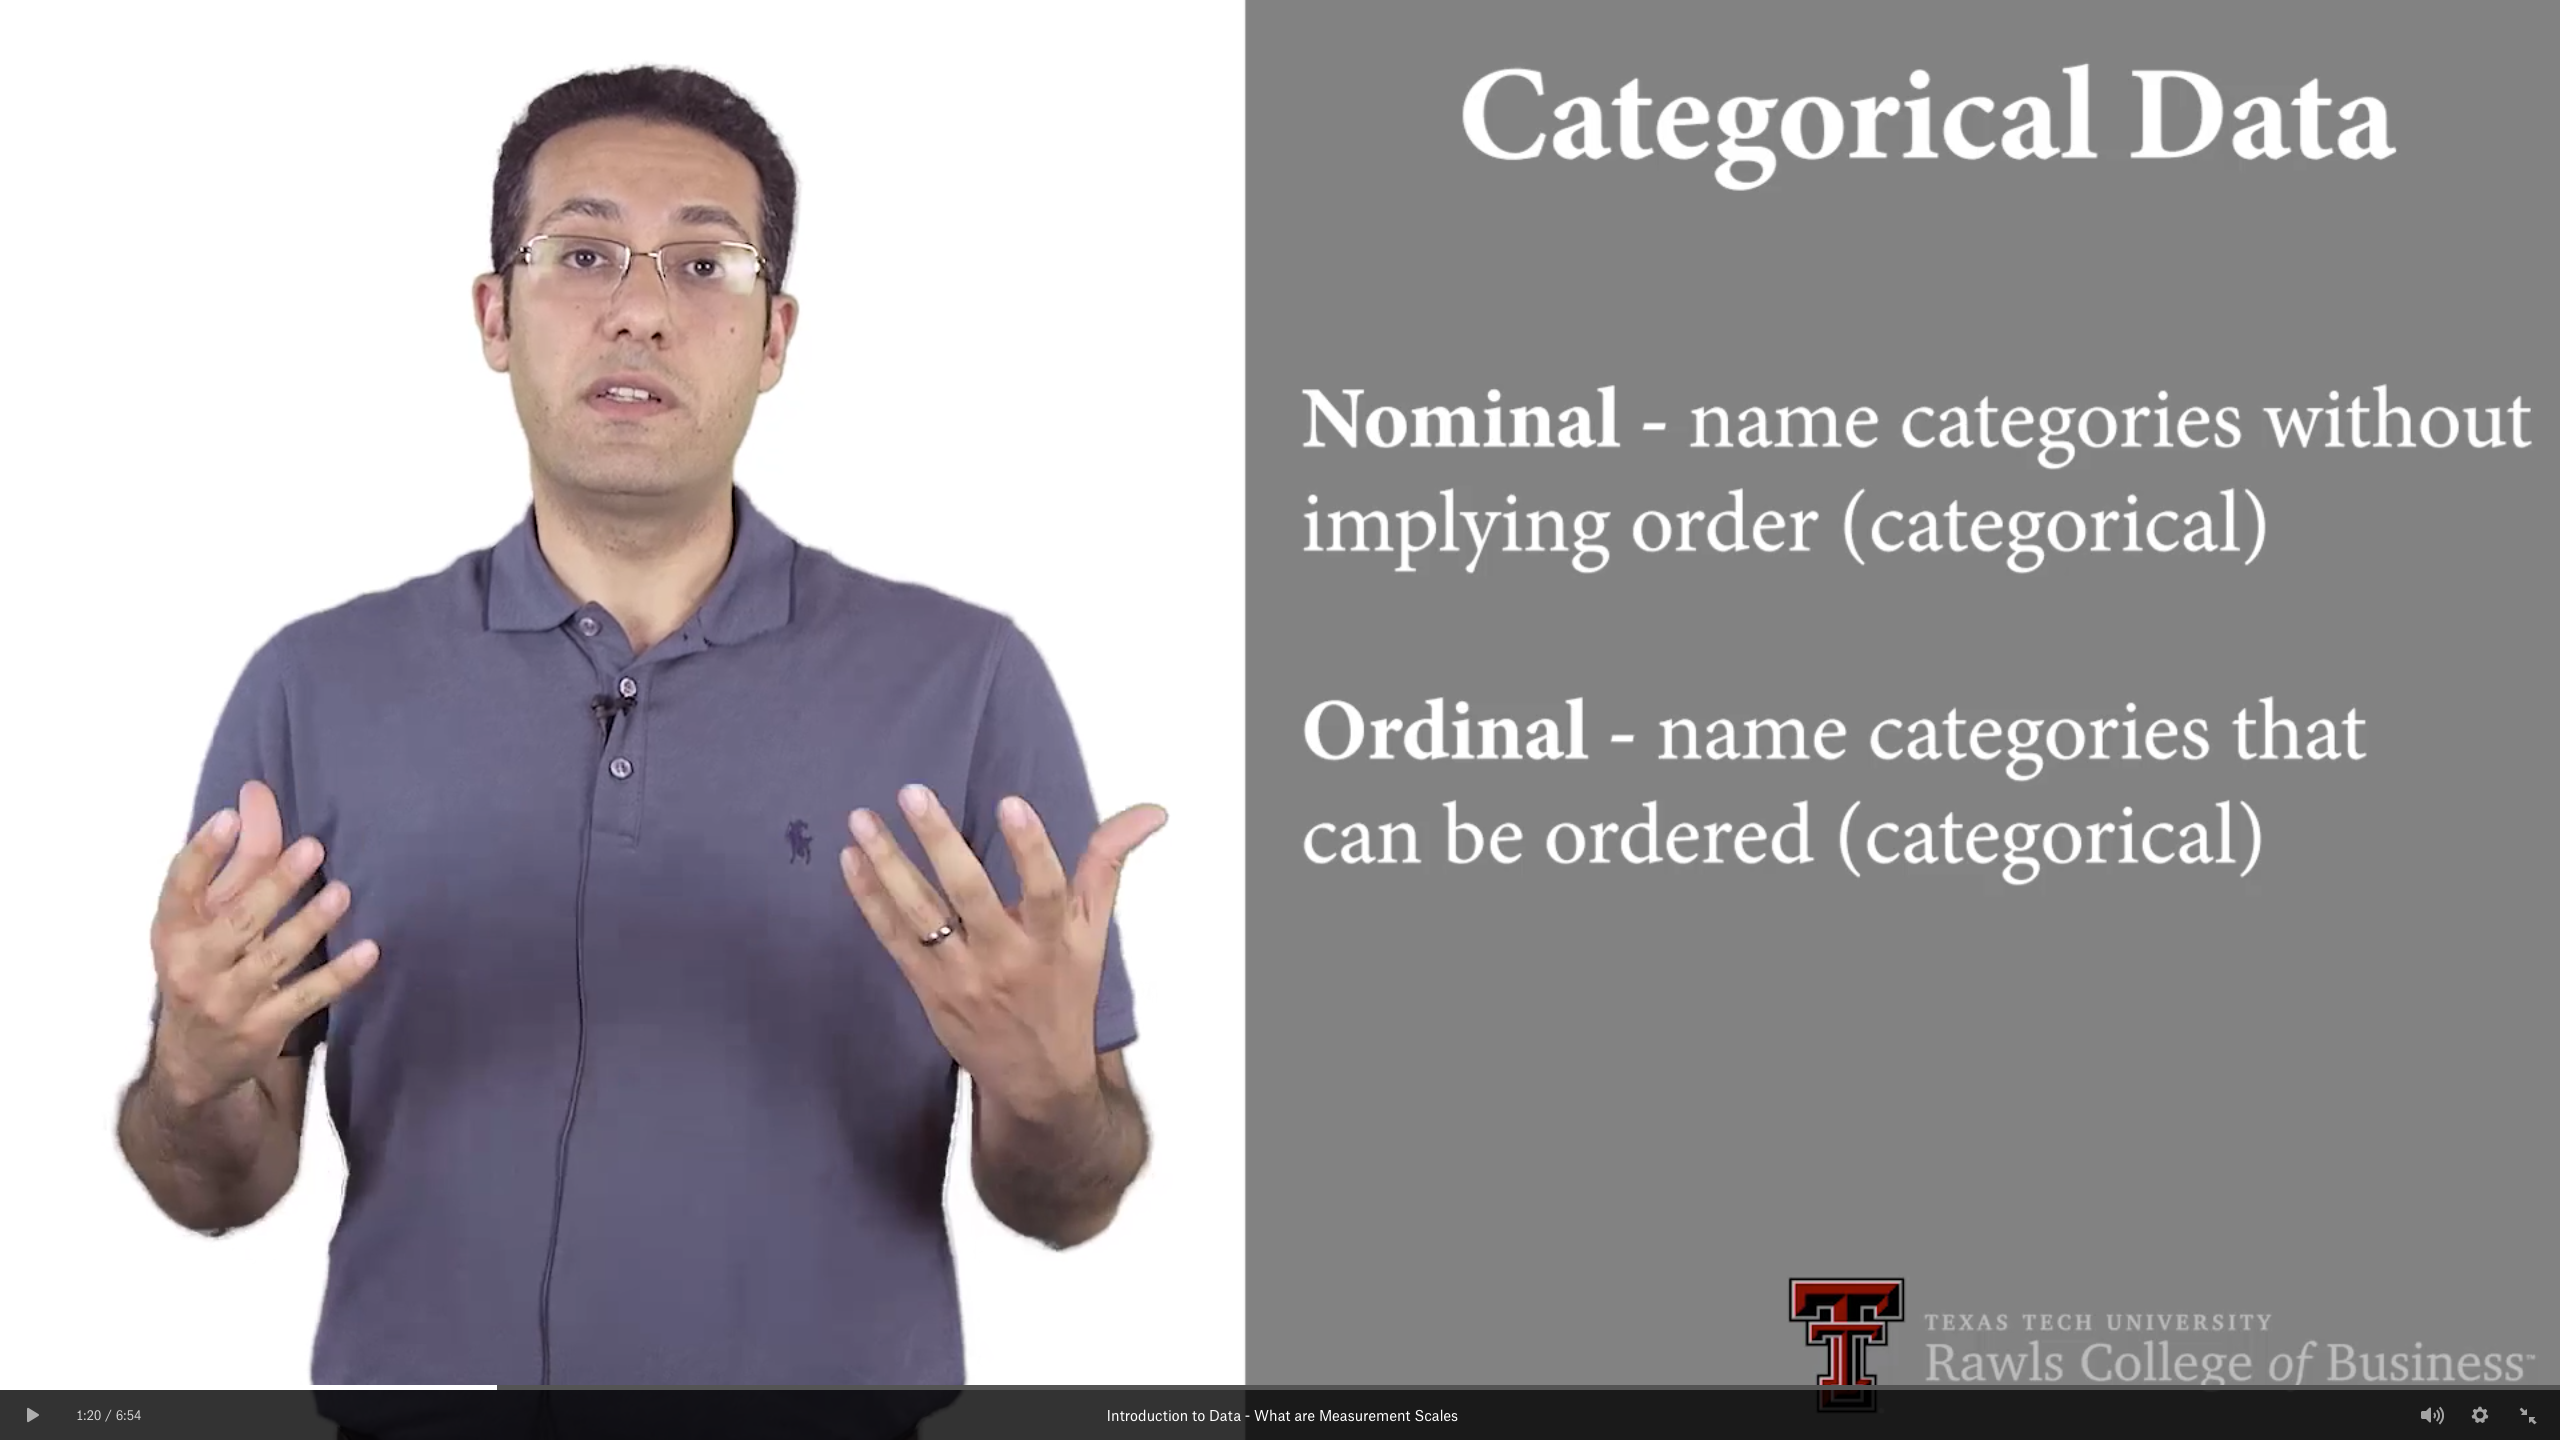 Categorical Data
Nominal - name categories without
implying order (categorical)
Ordinal - name categories that
can be ordered (categorical)
TEXAS TECH UNIVERSITY
Rawls College of Business™
1:20 / 6:54
Introduction to Data - What are Measurement Scales